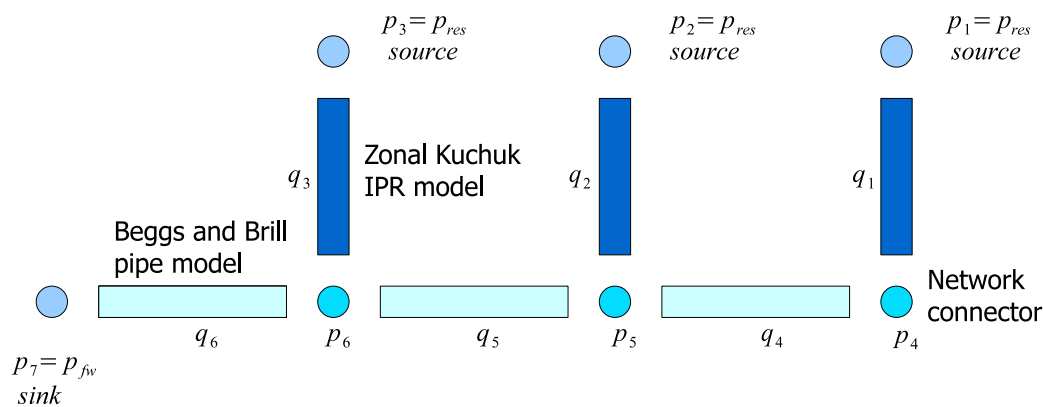 p3 = pres
source
p2 = pres
source
p1 = pres
source
q3
Zonal Kuchuk
IPR model
q2
q1
Beggs and Brill
pipe model
Network
connector
q6
p6
q5
p5
q4
p4
p7 = pfw
sink